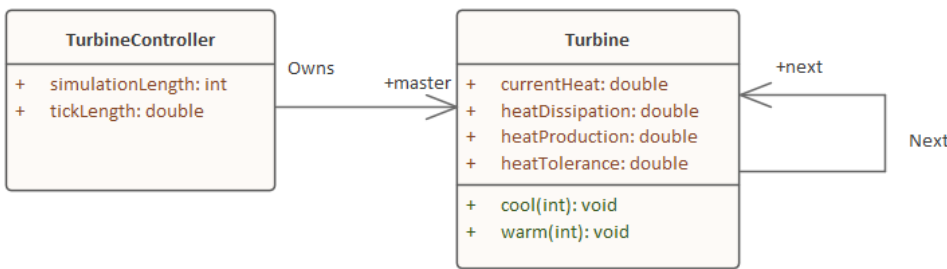 TurbineController
+ simulationLength: int
+ tickLength: double
Owns
+master
Turbine
+ currentHeat: double
+ heatDissipation: double
+ heatProduction: double
+ heatTolerance: double
+ cool(int): void
+ warm(int): void
+next
Next